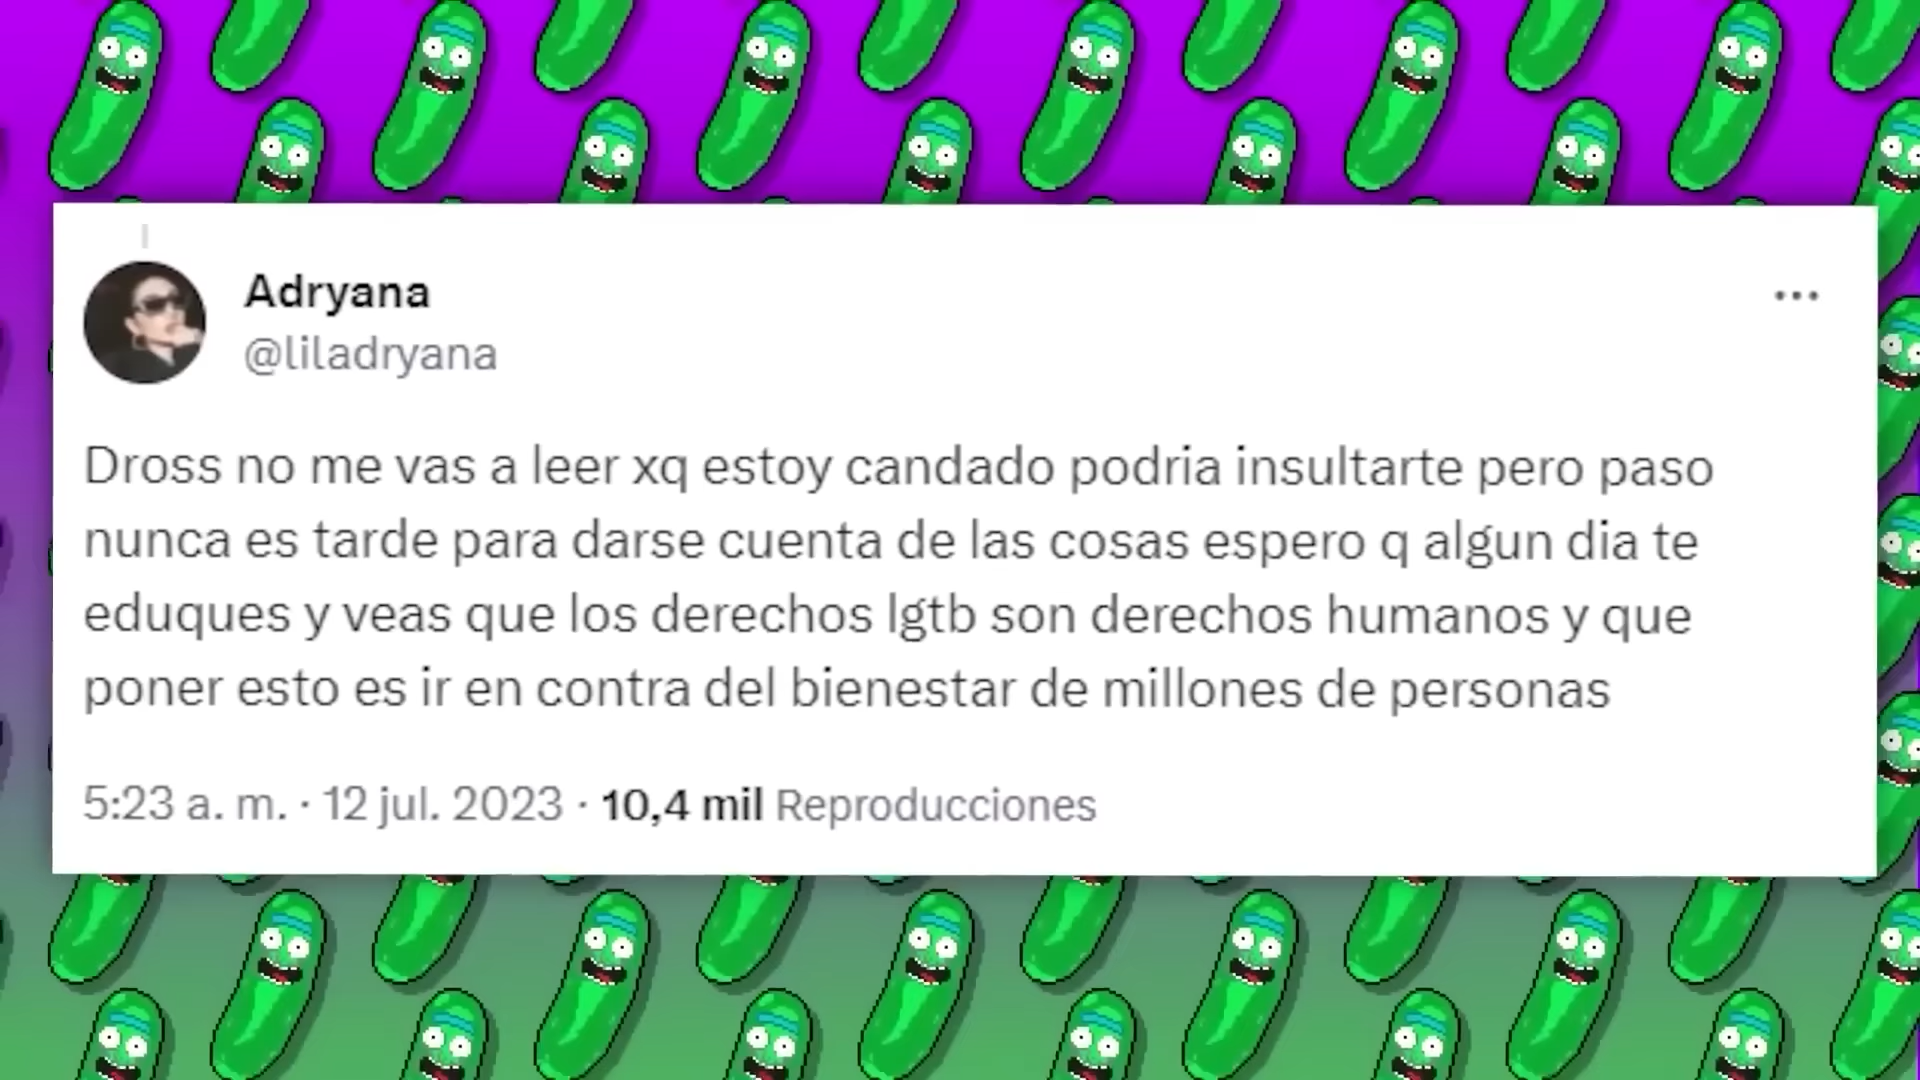 Adryana
@liladryana
Dross no me vas a leer xq estoy candado podria insultarte pero paso
nunca es tarde para darse cuenta de las cosas espero q algun dia te
eduques y veas que los derechos lgtb son derechos humanos y que
poner esto es ir en contra del bienestar de millones de personas
5:23 a. m. · 12 jul. 2023 · 10,4 mil Reproducciones